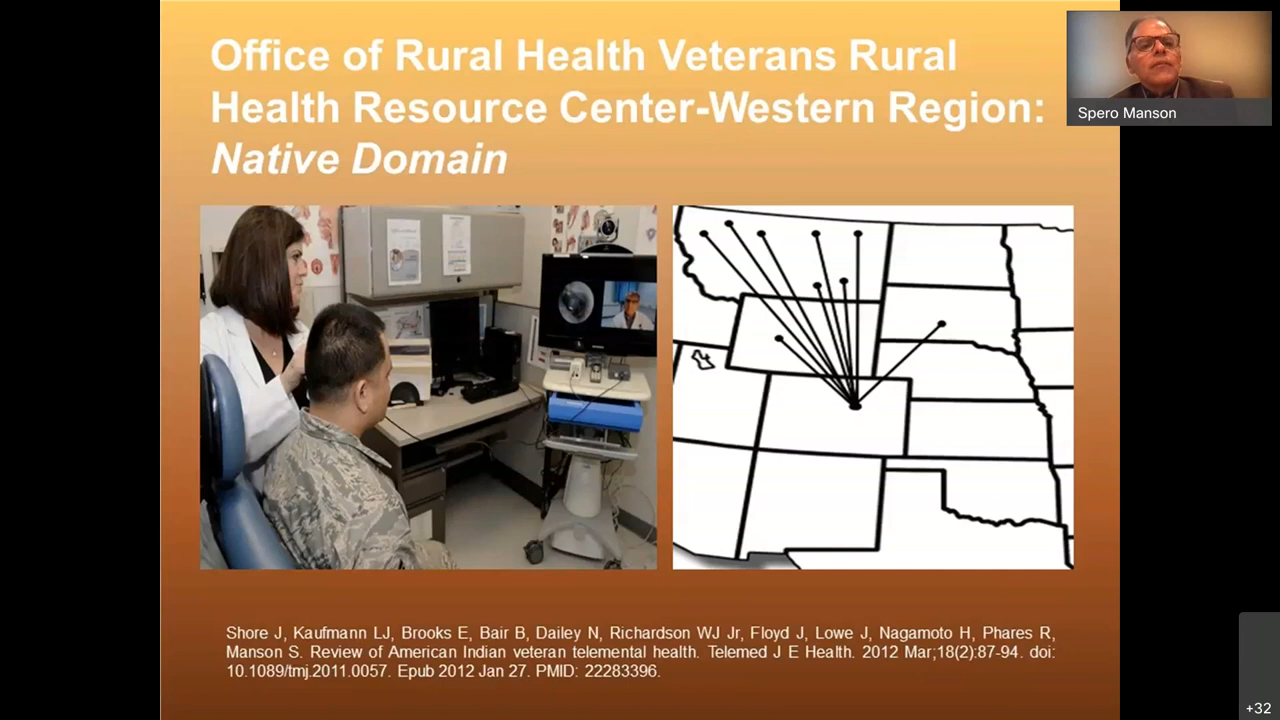 Office of Rural Health Veterans Rural
Health Resource Center-Western Region:
Native Domain
Spero Manson
Shore J, Kaufmann LJ, Brooks E, Bair B, Dailey N, Richardson WJ Jr, Floyd J, Lowe J, Nagamoto H, Phares R,
Manson S. Review of American Indian veteran telemental health. Telemed J E Health. 2012 Mar;18(2):87-94. doi:
10.1089/tmj.2011.0057. Epub 2012 Jan 27. PMID: 22283396.
+32